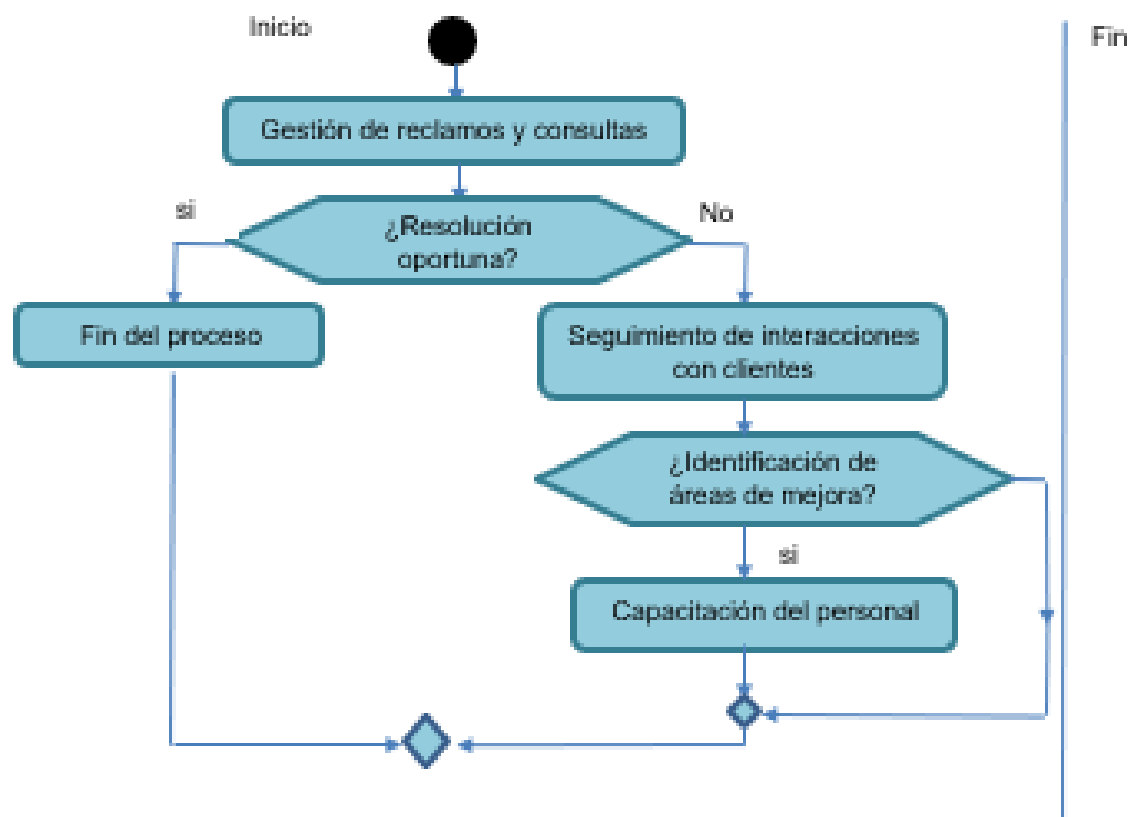 Inicio
Fin
Gestión de reclamos y consultas
si
No
¿Resolución
oportuna?
Fin del proceso
Seguimiento de interacciones
con clientes
¿Identificación de
áreas de mejora?
si
Capacitación del personal